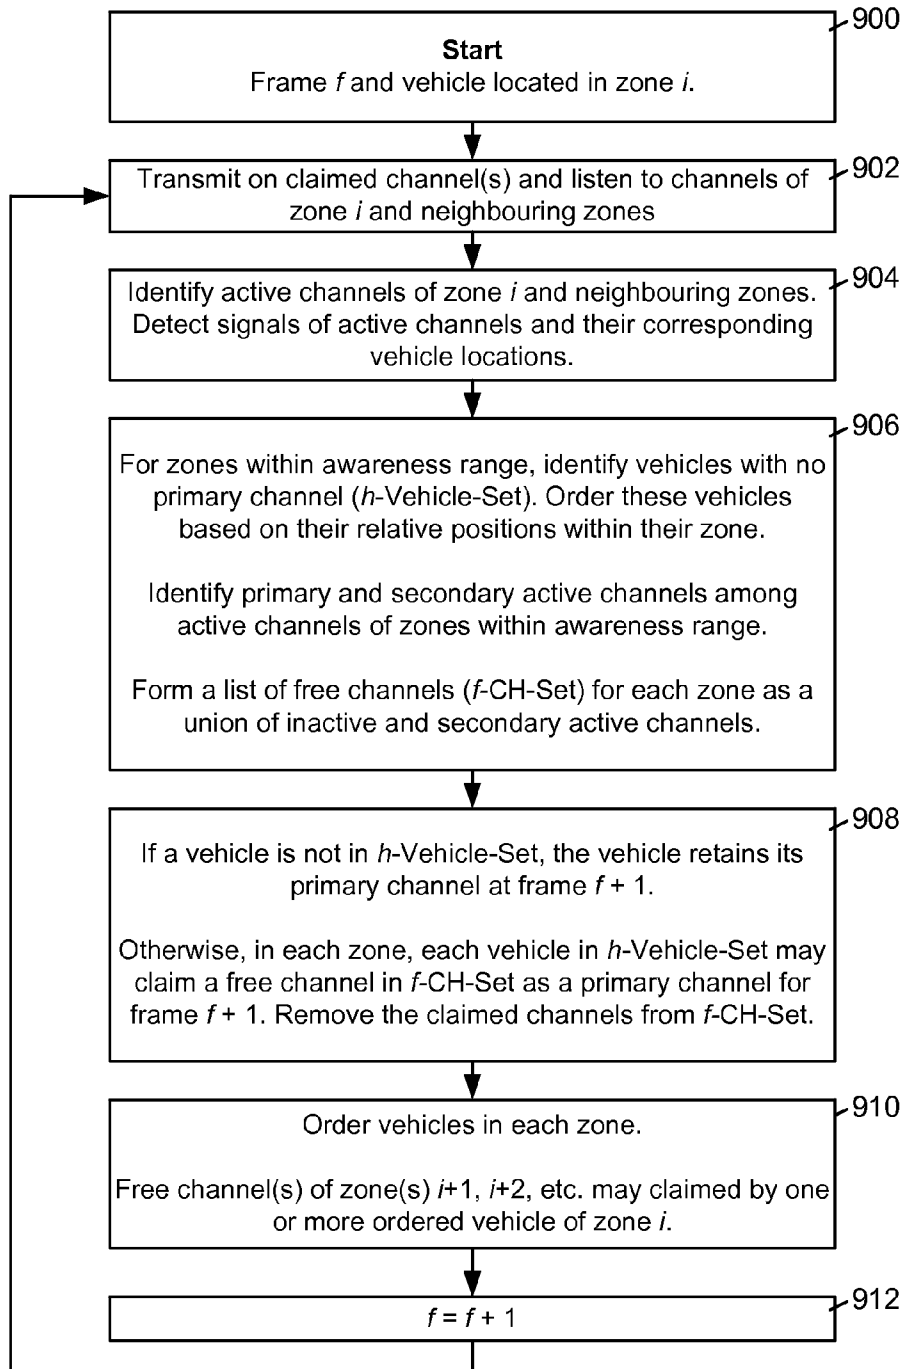 900
Start
Frame f and vehicle located in zone i.
902
Transmit on claimed channel(s) and listen to channels of
zone i and neighbouring zones
904
Identify active channels of zone i and neighbouring zones.
Detect signals of active channels and their corresponding
vehicle locations.
906
For zones within awareness range, identify vehicles with no
primary channel (h-Vehicle-Set). Order these vehicles
based on their relative positions within their zone.
Identify primary and secondary active channels among
active channels of zones within awareness range.
Form a list of free channels (f-CH-Set) for each zone as a
union of inactive and secondary active channels.
908
If a vehicle is not in h-Vehicle-Set, the vehicle retains its
primary channel at frame f + 1.
Otherwise, in each zone, each vehicle in h-Vehicle-Set may
claim a free channel in f-CH-Set as a primary channel for
frame f + 1. Remove the claimed channels from f-CH-Set.
910
Order vehicles in each zone.
Free channel(s) of zone(s) i+1, i+2, etc. may claimed by one
or more ordered vehicle of zone i.
912
f = f + 1